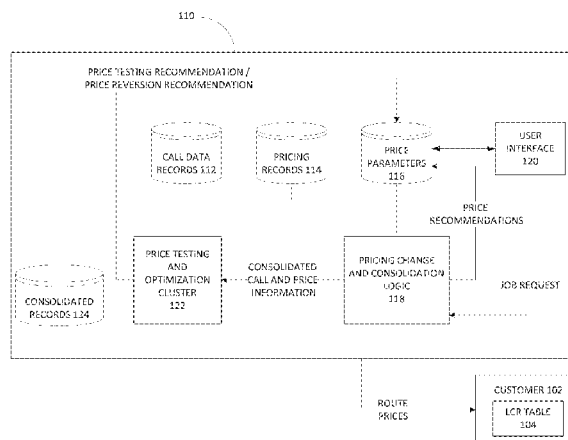 110
PRICE TESTING RECOMMENDATION /
PRICE REVERSION RECOMMENDATION
CALL DATA
RECORDS 112
PRICING
RECORDS 114
PRICE
PARAMETERS
116
USER
INTERFACE
120
PRICE
RECOMMENDATIONS
PRICE TESTING
AND
OPTIMIZATION
CLUSTER
122
CONSOLIDATED
CALL AND PRICE
INFORMATION
PRICING CHANGE
AND CONSOLIDATION
LOGIC
118
JOB REQUEST
CONSOLIDATED
RECORDS 124
ROUTE
PRICES
CUSTOMER 102
LCR TABLE
104